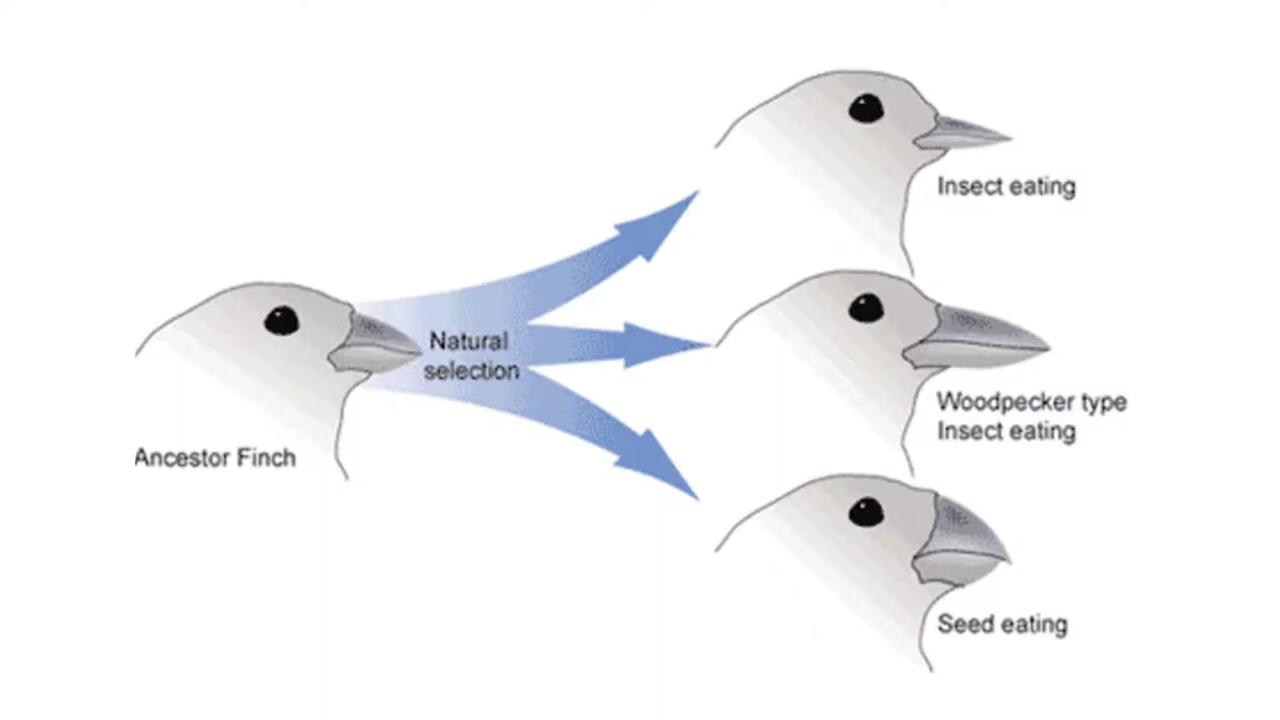 Insect eating
Natural
selection
Woodpecker type
Insect eating
Ancestor Finch
Seed eating